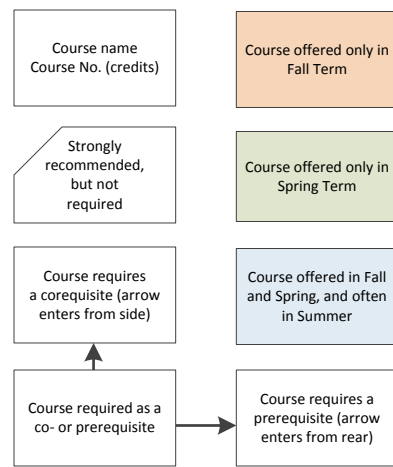 Course name
Course No. (credits)
Course offered only in
Fall Term
Strongly
recommended,
but not
required
Course offered only in
Spring Term
Course requires
a corequisite (arrow
enters from side)
Course offered in Fall
and Spring, and often
in Summer
Course required as a
co- or prerequisite
Course requires a
prerequisite (arrow
enters from rear)